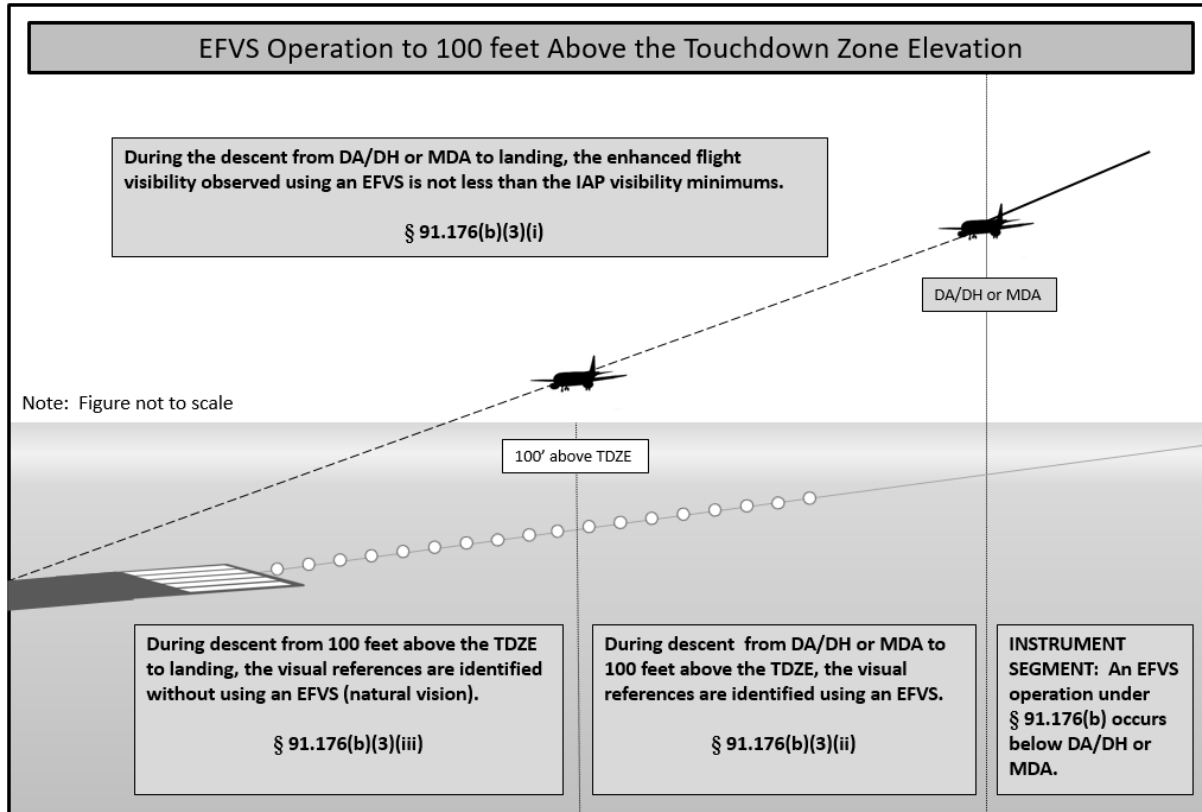 EFVS Operation to 100 feet Above the Touchdown Zone Elevation
During the descent from DA/DH or MDA to landing, the enhanced flight
visibility observed using an EFVS is not less than the IAP visibility minimums.
§ 91.176(b)(3)(i)
DA/DH or MDA
Note: Figure not to scale
100' above TDZE
During descent from 100 feet above the TDZE
to landing, the visual references are identified
without using an EFVS (natural vision).
§ 91.176(b)(3)(iii)
During descent from DA/DH or MDA to
100 feet above the TDZE, the visual
references are identified using an EFVS.
§ 91.176(b)(3)(ii)
INSTRUMENT
SEGMENT: An EFVS
operation under
§ 91.176(b) occurs
below DA/DH or
MDA.